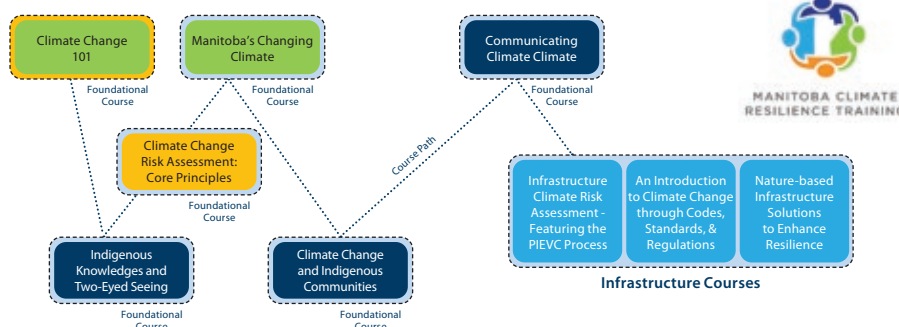 Climate Change
101
Foundational
Course
Manitoba's Changing
Climate
Foundational
Course
Communicating
Climate Climate
Foundational
Course
MANITOBA CLIMATE
RESILIENCE TRAINING
Climate Change
Risk Assessment:
Core Principles
Foundational
Course
Course Path
Infrastructure
Climate Risk
Assessment -
Featuring the
PIEVC Process
An Introduction
to Climate Change
through Codes,
Standards, &
Regulations
Nature-based
Infrastructure
Solutions
to Enhance
Resilience
Infrastructure Courses
Indigenous
Knowledges and
Two-Eyed Seeing
Foundational
Course
Climate Change
and Indigenous
Communities
Foundational
Course